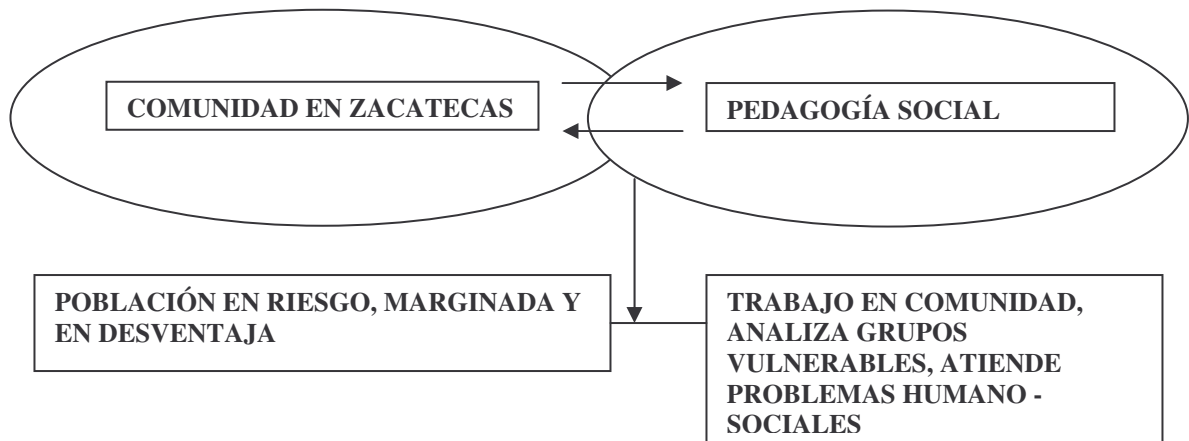 COMUNIDAD EN ZACATECAS
PEDAGOGÍA SOCIAL
POBLACIÓN EN RIESGO, MARGINADA Y
EN DESVENTAJA
TRABAJO EN COMUNIDAD,
ANALIZA GRUPOS
VULNERABLES, ATIENDE
PROBLEMAS HUMANO -
SOCIALES